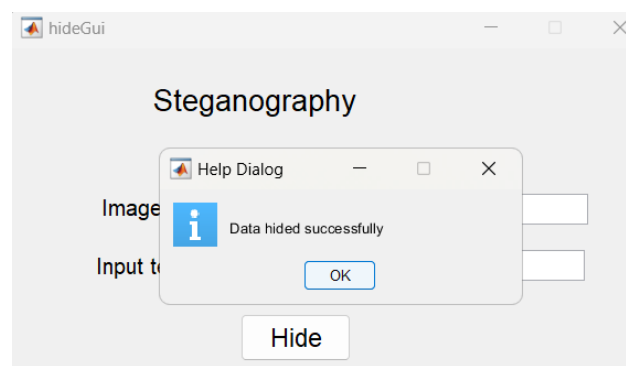 hideGui
Steganography
Help Dialog
Image
Data hided successfully
Input
OK
Hide